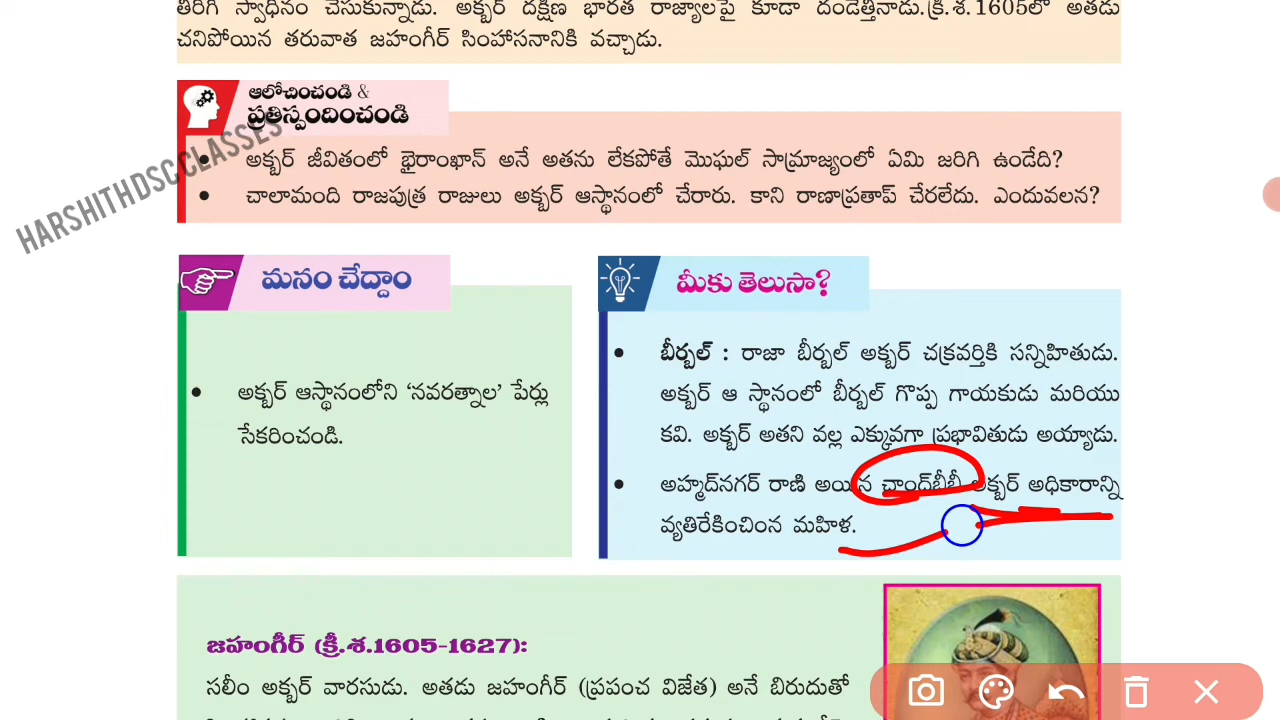 తిరిగి స్వాధీనం చేసుకున్నాడు. అక్బర్ దక్షిణ భారత రాజ్యాలపై కూడా దండెత్తినాడు.క్రీ.శ.1605లో అతడు
చనిపోయిన తరువాత జహంగీర్ సింహాసనానికి వచ్చాడు.
ఆలోచించండి &
ప్రతిస్పందించండి
HARSHITH DSC CLASSES
• అక్బర్ జీవితంలో భైరాంఖాన్ అనే అతను లేకపోతే మొఘల్ సామ్రాజ్యంలో ఏమి జరిగి ఉండేది?
• చాలామంది రాజపుత్ర రాజులు అక్బర్ ఆస్థానంలో చేరారు. కాని రాణాప్రతాప్ చేరలేదు. ఎందువలన?
మనం చేద్దాం
• అక్బర్ ఆస్థానంలోని ‘నవరత్నాల’ పేర్లు
సేకరించండి.
మీకు తెలుసా?
• బీర్బల్ : రాజా బీర్బల్ అక్బర్ చక్రవర్తికి సన్నిహితుడు.
అక్బర్ ఆ స్థానంలో బీర్బల్ గొప్ప గాయకుడు మరియు
కవి. అక్బర్ అతని వల్ల ఎక్కువగా ప్రభావితుడు అయ్యాడు.
• అహ్మద్‌నగర్ రాణి అయిన చాంద్‌బీబీ అక్బర్ అధికారాన్ని
వ్యతిరేకించిన మహిళ.
జహంగీర్ (క్రీ.శ.1605-1627):
సలీం అక్బర్ వారసుడు. అతడు జహంగీర్ (ప్రపంచ విజేత) అనే బిరుదుతో